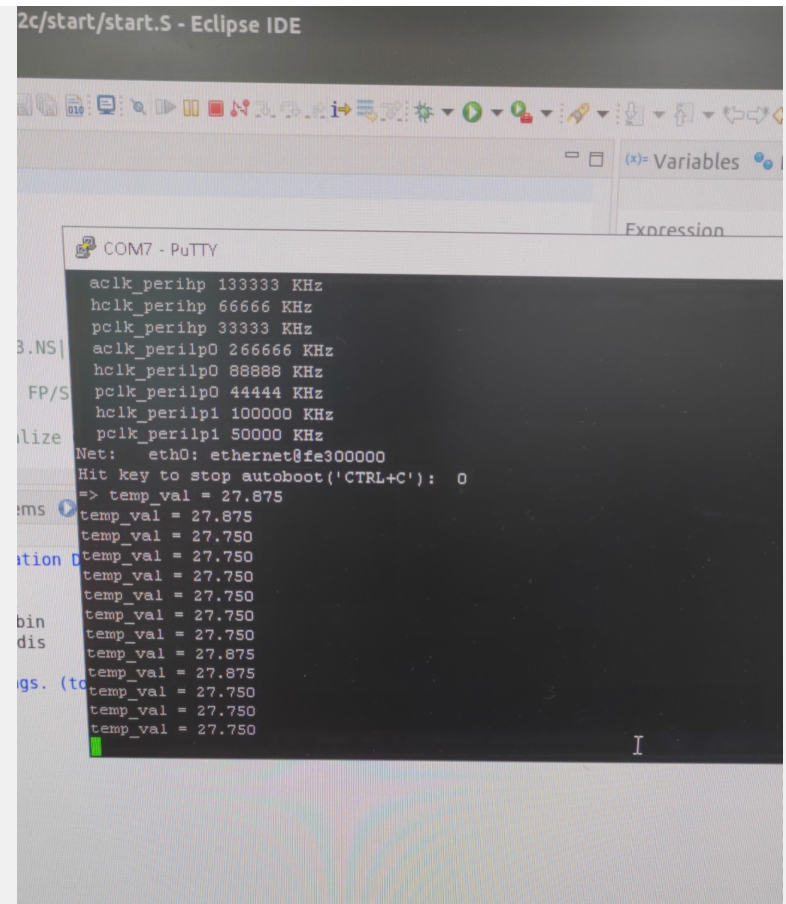 2c/start/start.S - Eclipse IDE
(x)= Variables
Expression
COM7 - PuTTY
aclk_perihp 133333 KHz
hclk_perihp 66666 KHz
pclk_perihp 33333 KHz
3.NS|
aclk_perilp0 266666 KHz
hclk_perilp0 88888 KHz
FP/S
pclk_perilp0 44444 KHz
hclk_perilp1 100000 KHz
alize
pclk_perilp1 50000 KHz
Net:   eth0: ethernet@fe300000
Hit key to stop autoboot('CTRL+C'):  0
=> temp_val = 27.875
ems
temp_val = 27.875
temp_val = 27.750
ation D
temp_val = 27.750
temp_val = 27.750
temp_val = 27.750
bin
temp_val = 27.750
dis
temp_val = 27.750
temp_val = 27.875
temp_val = 27.875
ngs. (to
temp_val = 27.750
temp_val = 27.750
temp_val = 27.750